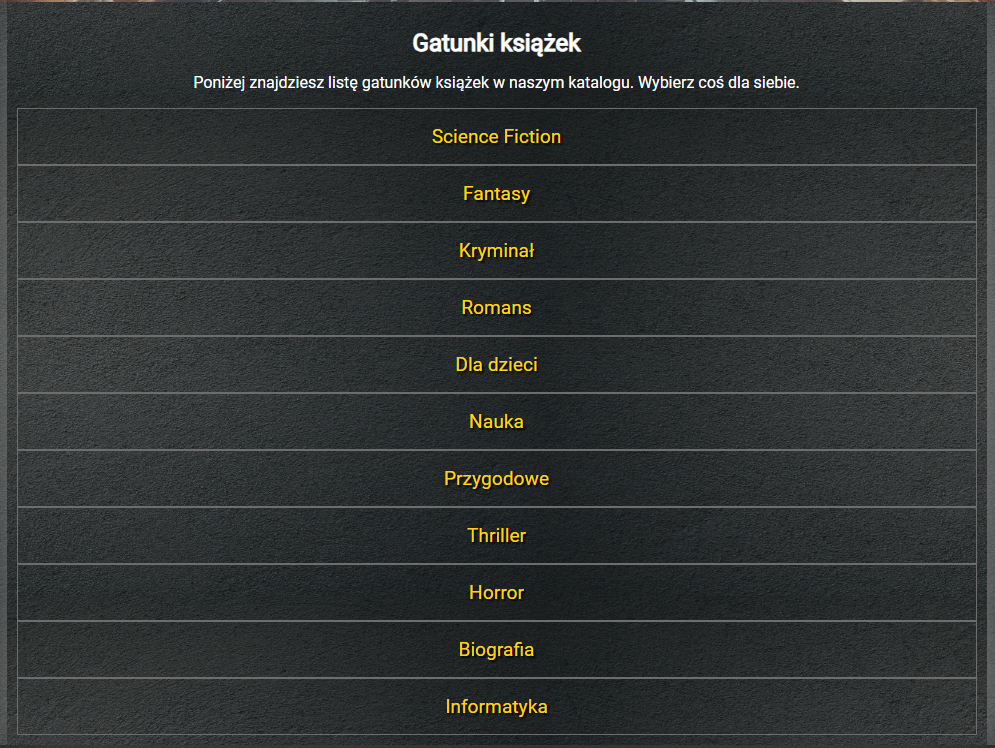 Gatunki książek
Poniżej znajdziesz listę gatunków książek w naszym katalogu. Wybierz coś dla siebie.
Science Fiction
Fantasy
Kryminał
Romans
Dla dzieci
Nauka
Przygodowe
Thriller
Horror
Biografia
Informatyka